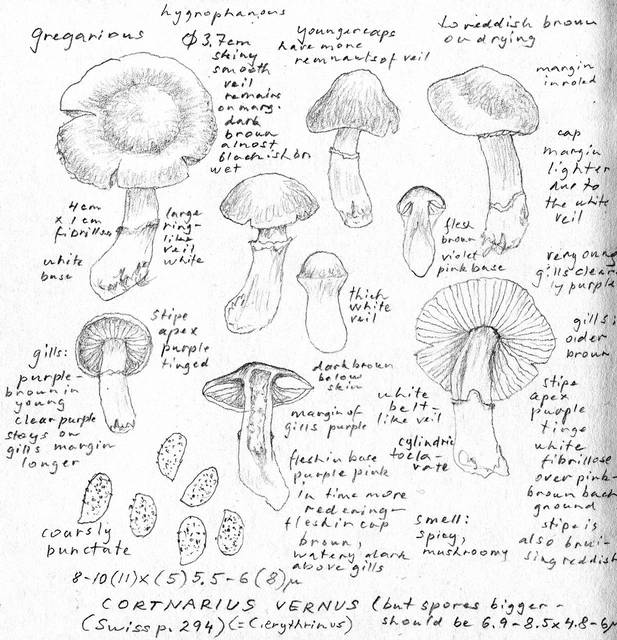 hygrophanous
gregarious
Ø 3,7cm
shiny
smooth
veil
remains
on marg.
dark
brown
almost
blackish br
wet
younger caps
have more
remnants of veil
to reddish brown
on drying
margin
inroled
cap
margin
lighter
due to
the white
veil
4 cm
x 1 cm
fibrillose
white
base
large
ring-
like
veil
white
flesh
brown
violet
pink base
very oung
gills clear
ly purple
thich
white
veil
Stipe
apex
purple
tinged
gills:
purple-
brown in
young
clear purple
stays on
gills margin
longer
dark brown
below
skin
margin of
gills purple
flesh in base
purple pink
in time more
reddening-
flesh in cap
brown,
watery dark
above gills
white
belt-
like veil
cylindric
to cla-
vate
gills:
older
brown
stipe
apex
purple
tinge
white
fibrillose
over pink-
brown back
ground
stipe is
also brui-
sing reddish
smell:
spicy,
mushroomy
coarsly
punctate
8-10(11)x(5)5.5-6(8)µ
CORTNARIUS VERNUS (but spores bigger-
(Swiss p. 294) (=C. erythrinus) should be 6.9-8.5x4.8-6µ